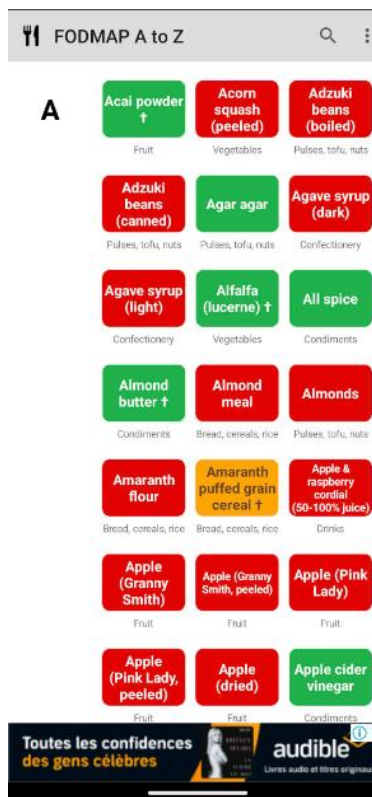 FODMAP A to Z
A
Acai powder
†
Acorn
squash
(peeled)
Adzuki
beans
(boiled)
Fruit
Vegetables
Pulses, tofu, nuts
Adzuki
beans
(canned)
Agar agar
Agave syrup
(dark)
Pulses, tofu, nuts
Pulses, tofu, nuts
Confectionery
Agave syrup
(light)
Alfalfa
(lucerne) †
All spice
Confectionery
Vegetables
Condiments
Almond
butter †
Almond
meal
Almonds
Condiments
Bread, cereals, rice
Pulses, tofu, nuts
Amaranth
flour
Amaranth
puffed grain
cereal †
Apple &
raspberry
cordial
(50-100% juice)
Bread, cereals, rice
Bread, cereals, rice
Drinks
Apple
(Granny
Smith)
Apple (Granny
Smith, peeled)
Apple (Pink
Lady)
Fruit
Fruit
Fruit
Apple
(Pink Lady,
peeled)
Apple
(dried)
Apple cider
vinegar
Fruit
Fruit
Condiments
Toutes les confidences
des gens célèbres
audible
Livres audio et titres originaux